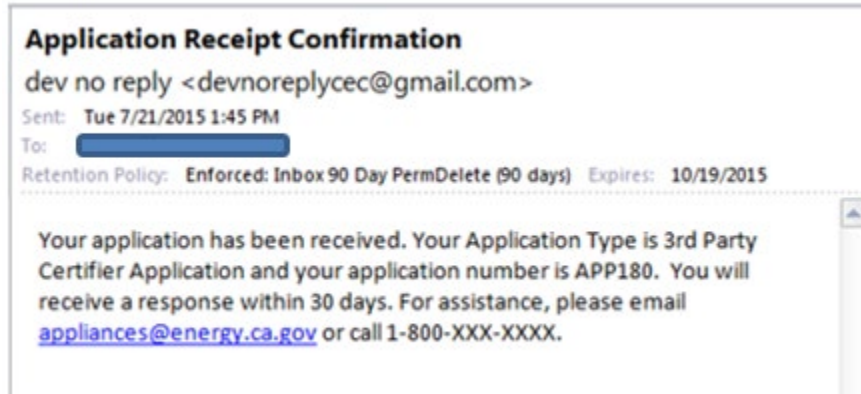 Application Receipt Confirmation
dev no reply <devnoreplycec@gmail.com>
Sent: Tue 7/21/2015 1:45 PM
To:
Retention Policy: Enforced: Inbox 90 Day PermDelete (90 days) Expires: 10/19/2015
Your application has been received. Your Application Type is 3rd Party
Certifier Application and your application number is APP180. You will
receive a response within 30 days. For assistance, please email
appliances@energy.ca.gov or call 1-800-XXX-XXXX.